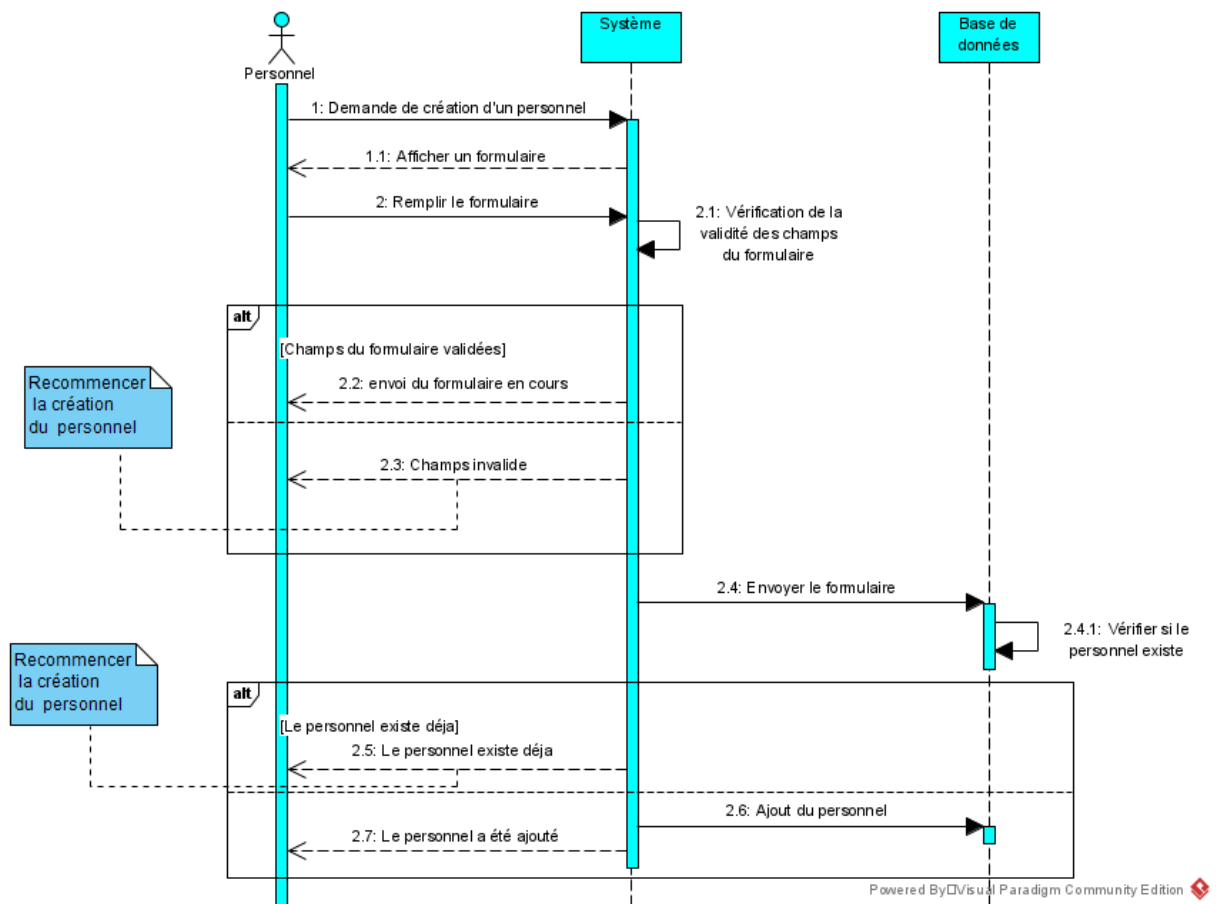 Système
Base de
données
Personnel
1: Demande de création d'un personnel
1.1: Afficher un formulaire
2: Remplir le formulaire
2.1: Vérification de la
validité des champs
du formulaire
alt
[Champs du formulaire validées]
2.2: envoi du formulaire en cours
Recommencer
la création
du personnel
2.3: Champs invalide
2.4: Envoyer le formulaire
2.4.1: Vérifier si le
personnel existe
Recommencer
la création
du personnel
alt
[Le personnel existe déja]
2.5: Le personnel existe déja
2.6: Ajout du personnel
2.7: Le personnel a été ajouté
Powered By□Visual Paradigm Community Edition